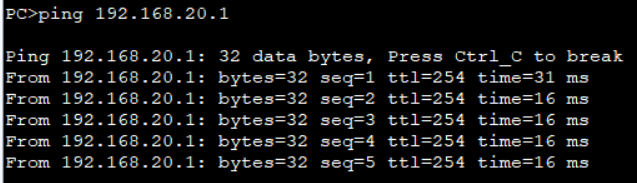 PC>ping 192.168.20.1
Ping 192.168.20.1: 32 data bytes, Press Ctrl_C to break
From 192.168.20.1: bytes=32 seq=1 ttl=254 time=31 ms
From 192.168.20.1: bytes=32 seq=2 ttl=254 time=16 ms
From 192.168.20.1: bytes=32 seq=3 ttl=254 time=16 ms
From 192.168.20.1: bytes=32 seq=4 ttl=254 time=16 ms
From 192.168.20.1: bytes=32 seq=5 ttl=254 time=16 ms